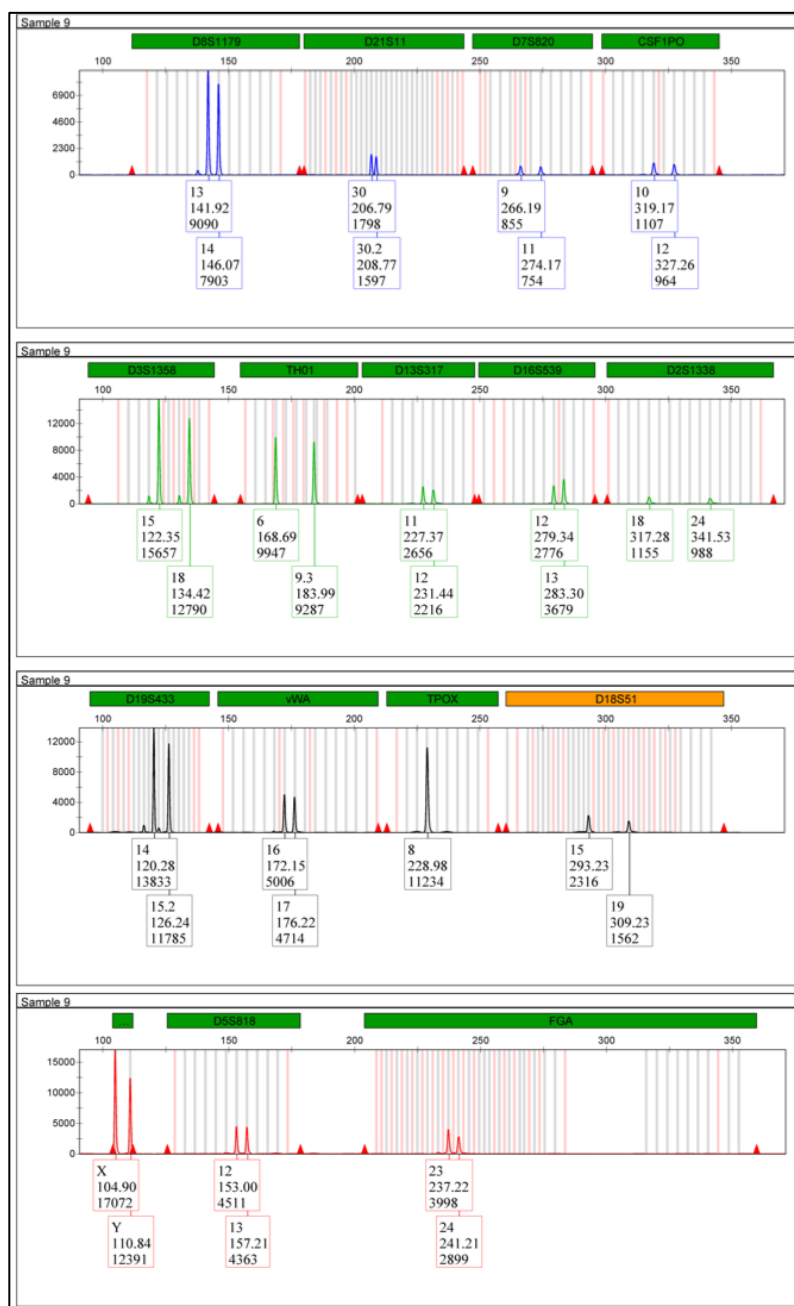 Sample 9
D8S1179 D21S11 D7S820 CSF1PO
100 150 200 250 300 350
6900
4600
2300
0
13 30 9 10
141.92 206.79 266.19 319.17
9090 1798 855 1107
14 30.2 11 12
146.07 208.77 274.17 327.26
7903 1597 754 964
Sample 9
D3S1358 TH01 D13S317 D16S539 D2S1338
100 150 200 250 300 350
12000
8000
4000
0
15 6 11 12 18 24
122.35 168.69 227.37 279.34 317.28 341.53
15657 9947 2656 2776 1155 988
18 9.3 12 13
134.42 183.99 231.44 283.30
12790 9287 2216 3679
Sample 9
D19S433 vWA TPOX D18S51
100 150 200 250 300 350
12000
8000
4000
0
14 16 8 15
120.28 172.15 228.98 293.23
13833 5006 11234 2316
15.2 17 19
126.24 176.22 309.23
11785 4714 1562
Sample 9
... D5S818 FGA
100 150 200 250 300 350
15000
10000
5000
0
X 12 23
104.90 153.00 237.22
17072 4511 3998
Y 13 24
110.84 157.21 241.21
12391 4363 2899